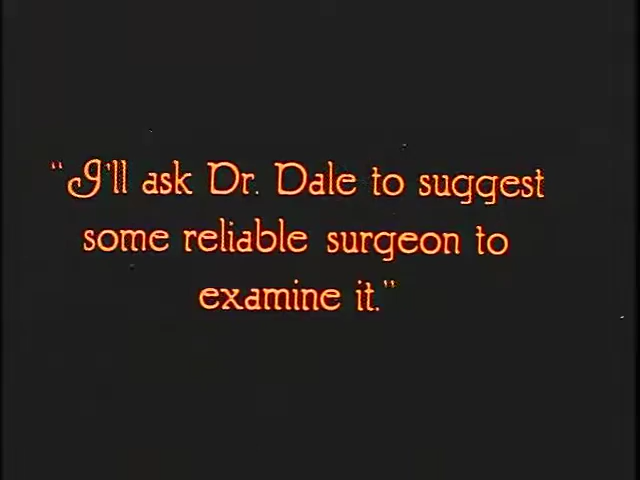 "I'll ask Dr. Dale to suggest
some reliable surgeon to
examine it."